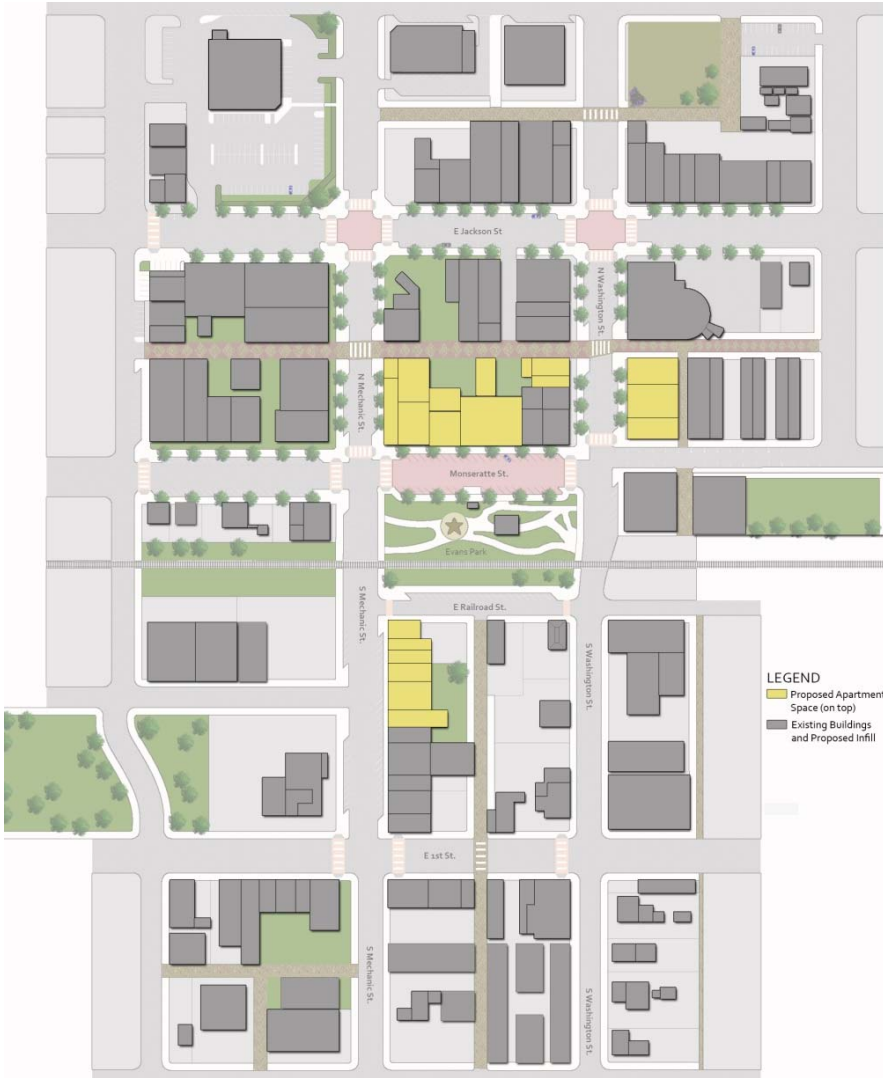 E Jackson St
N Washington St.
N Mechanic St.
Monseratte St.
Evans Park
E Railroad St.
S Mechanic St.
S Washington St.
LEGEND
Proposed Apartment
Space (on top)
Existing Buildings
and Proposed Infill
E 1st St.
S Mechanic St.
S Washington St.